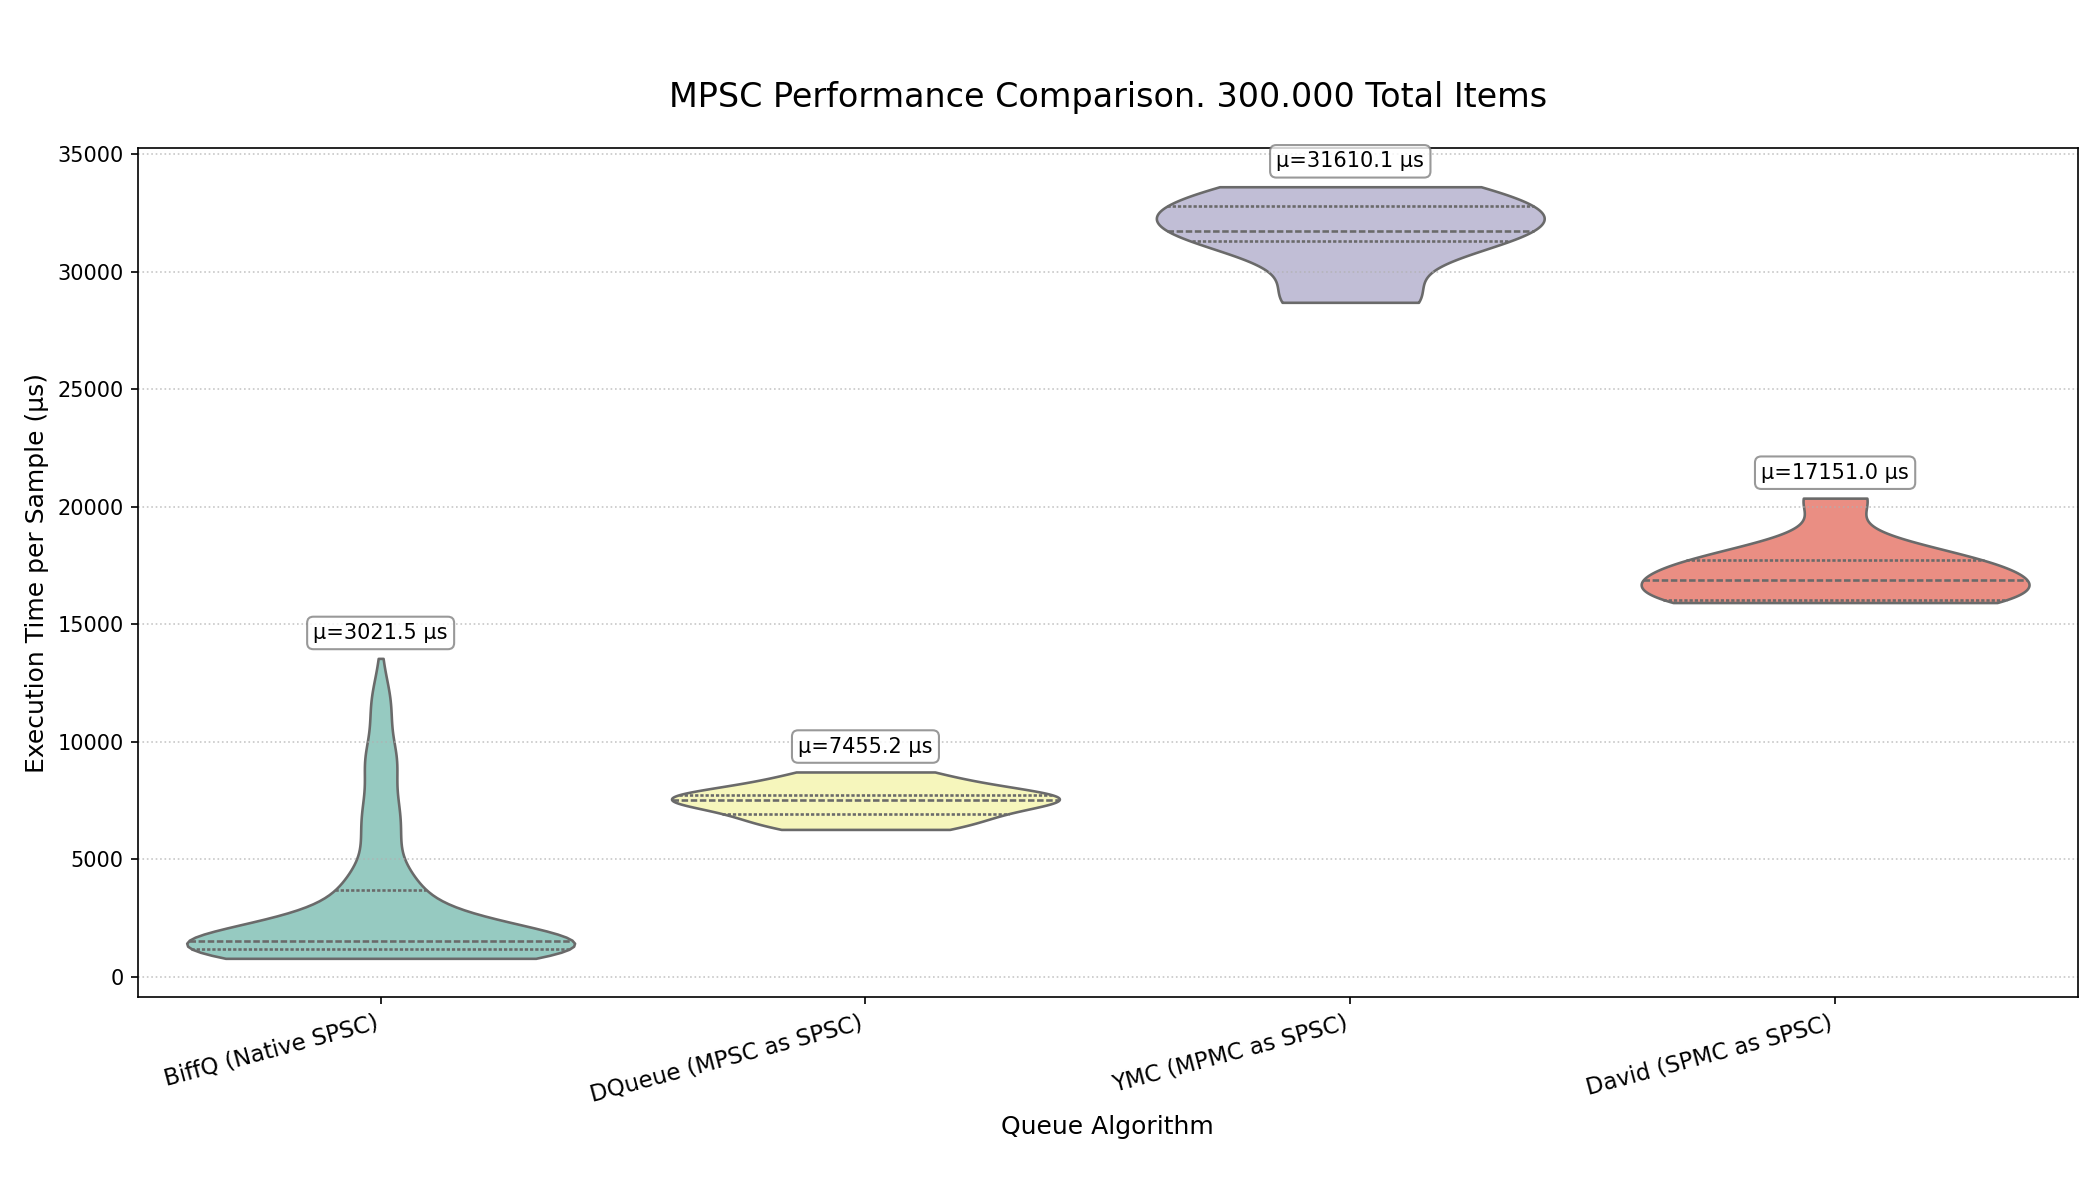 MPSC Performance Comparison. 300.000 Total Items
Execution Time per Sample (µs)
35000
30000
25000
20000
15000
10000
5000
0
µ=3021.5 µs
µ=7455.2 µs
µ=31610.1 µs
µ=17151.0 µs
BiffQ (Native SPSC)
DQueue (MPSC as SPSC)
YMC (MPMC as SPSC)
David (SPMC as SPSC)
Queue Algorithm